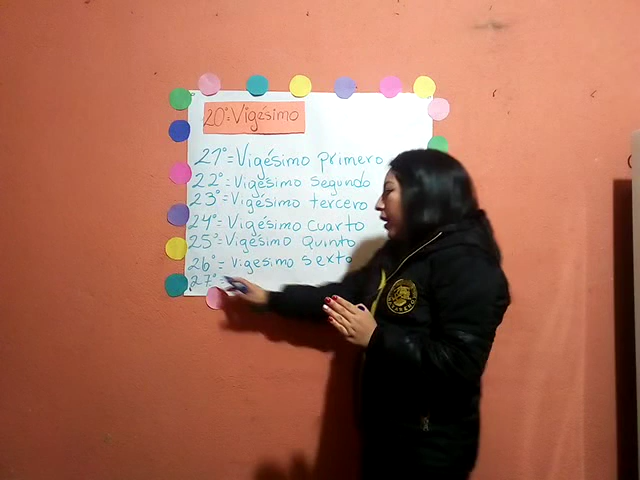 20°=Vigésimo
21°=Vigésimo primero
22°=Vigésimo segundo
23°=Vigésimo tercero
24°=Vigésimo cuarto
25°=Vigésimo quinto
26°=Vigesimo sexto
27°=